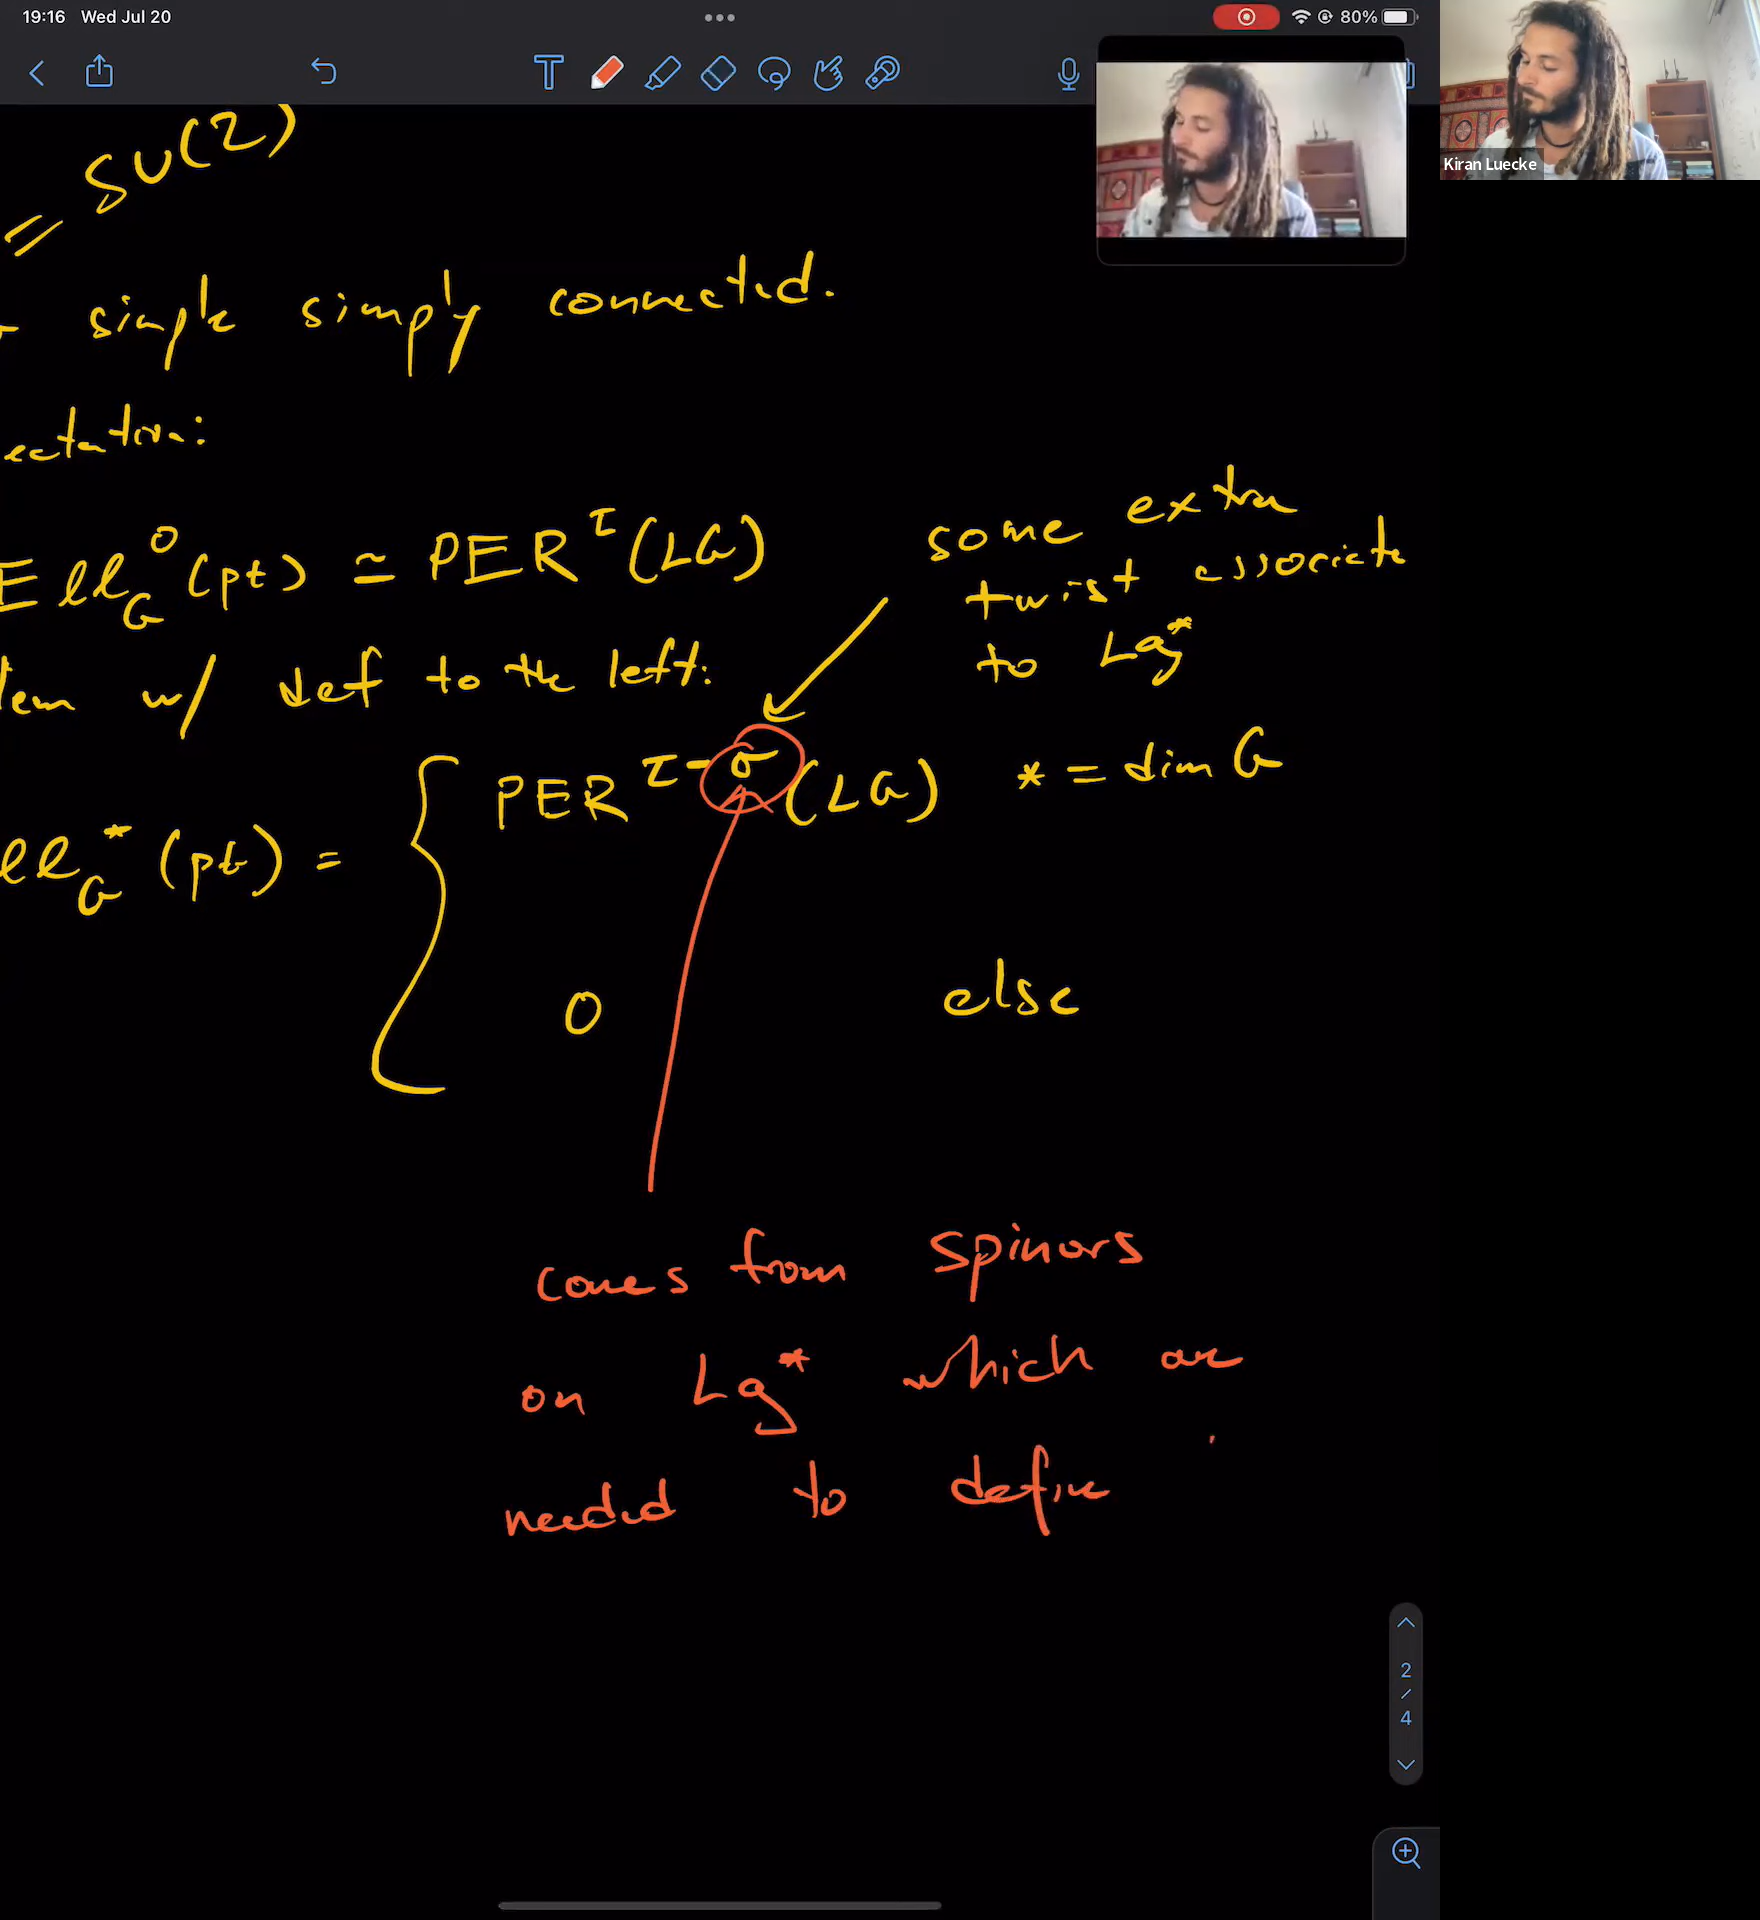 19:16 Wed Jul 20
80%
T
Kiran Luecke
= SU(2)
simple simply connected.
ectation:
Ell_G^0(pt) ≃ PER^τ(LG)
some extra
twist associate
to Lg*
lem w/ def to the left:
ll_G^*(pt) = { PER^{τ-σ}(LG) * = dim G
0 else
comes from spinors
on Lg* which are
needed to define
2
/
4